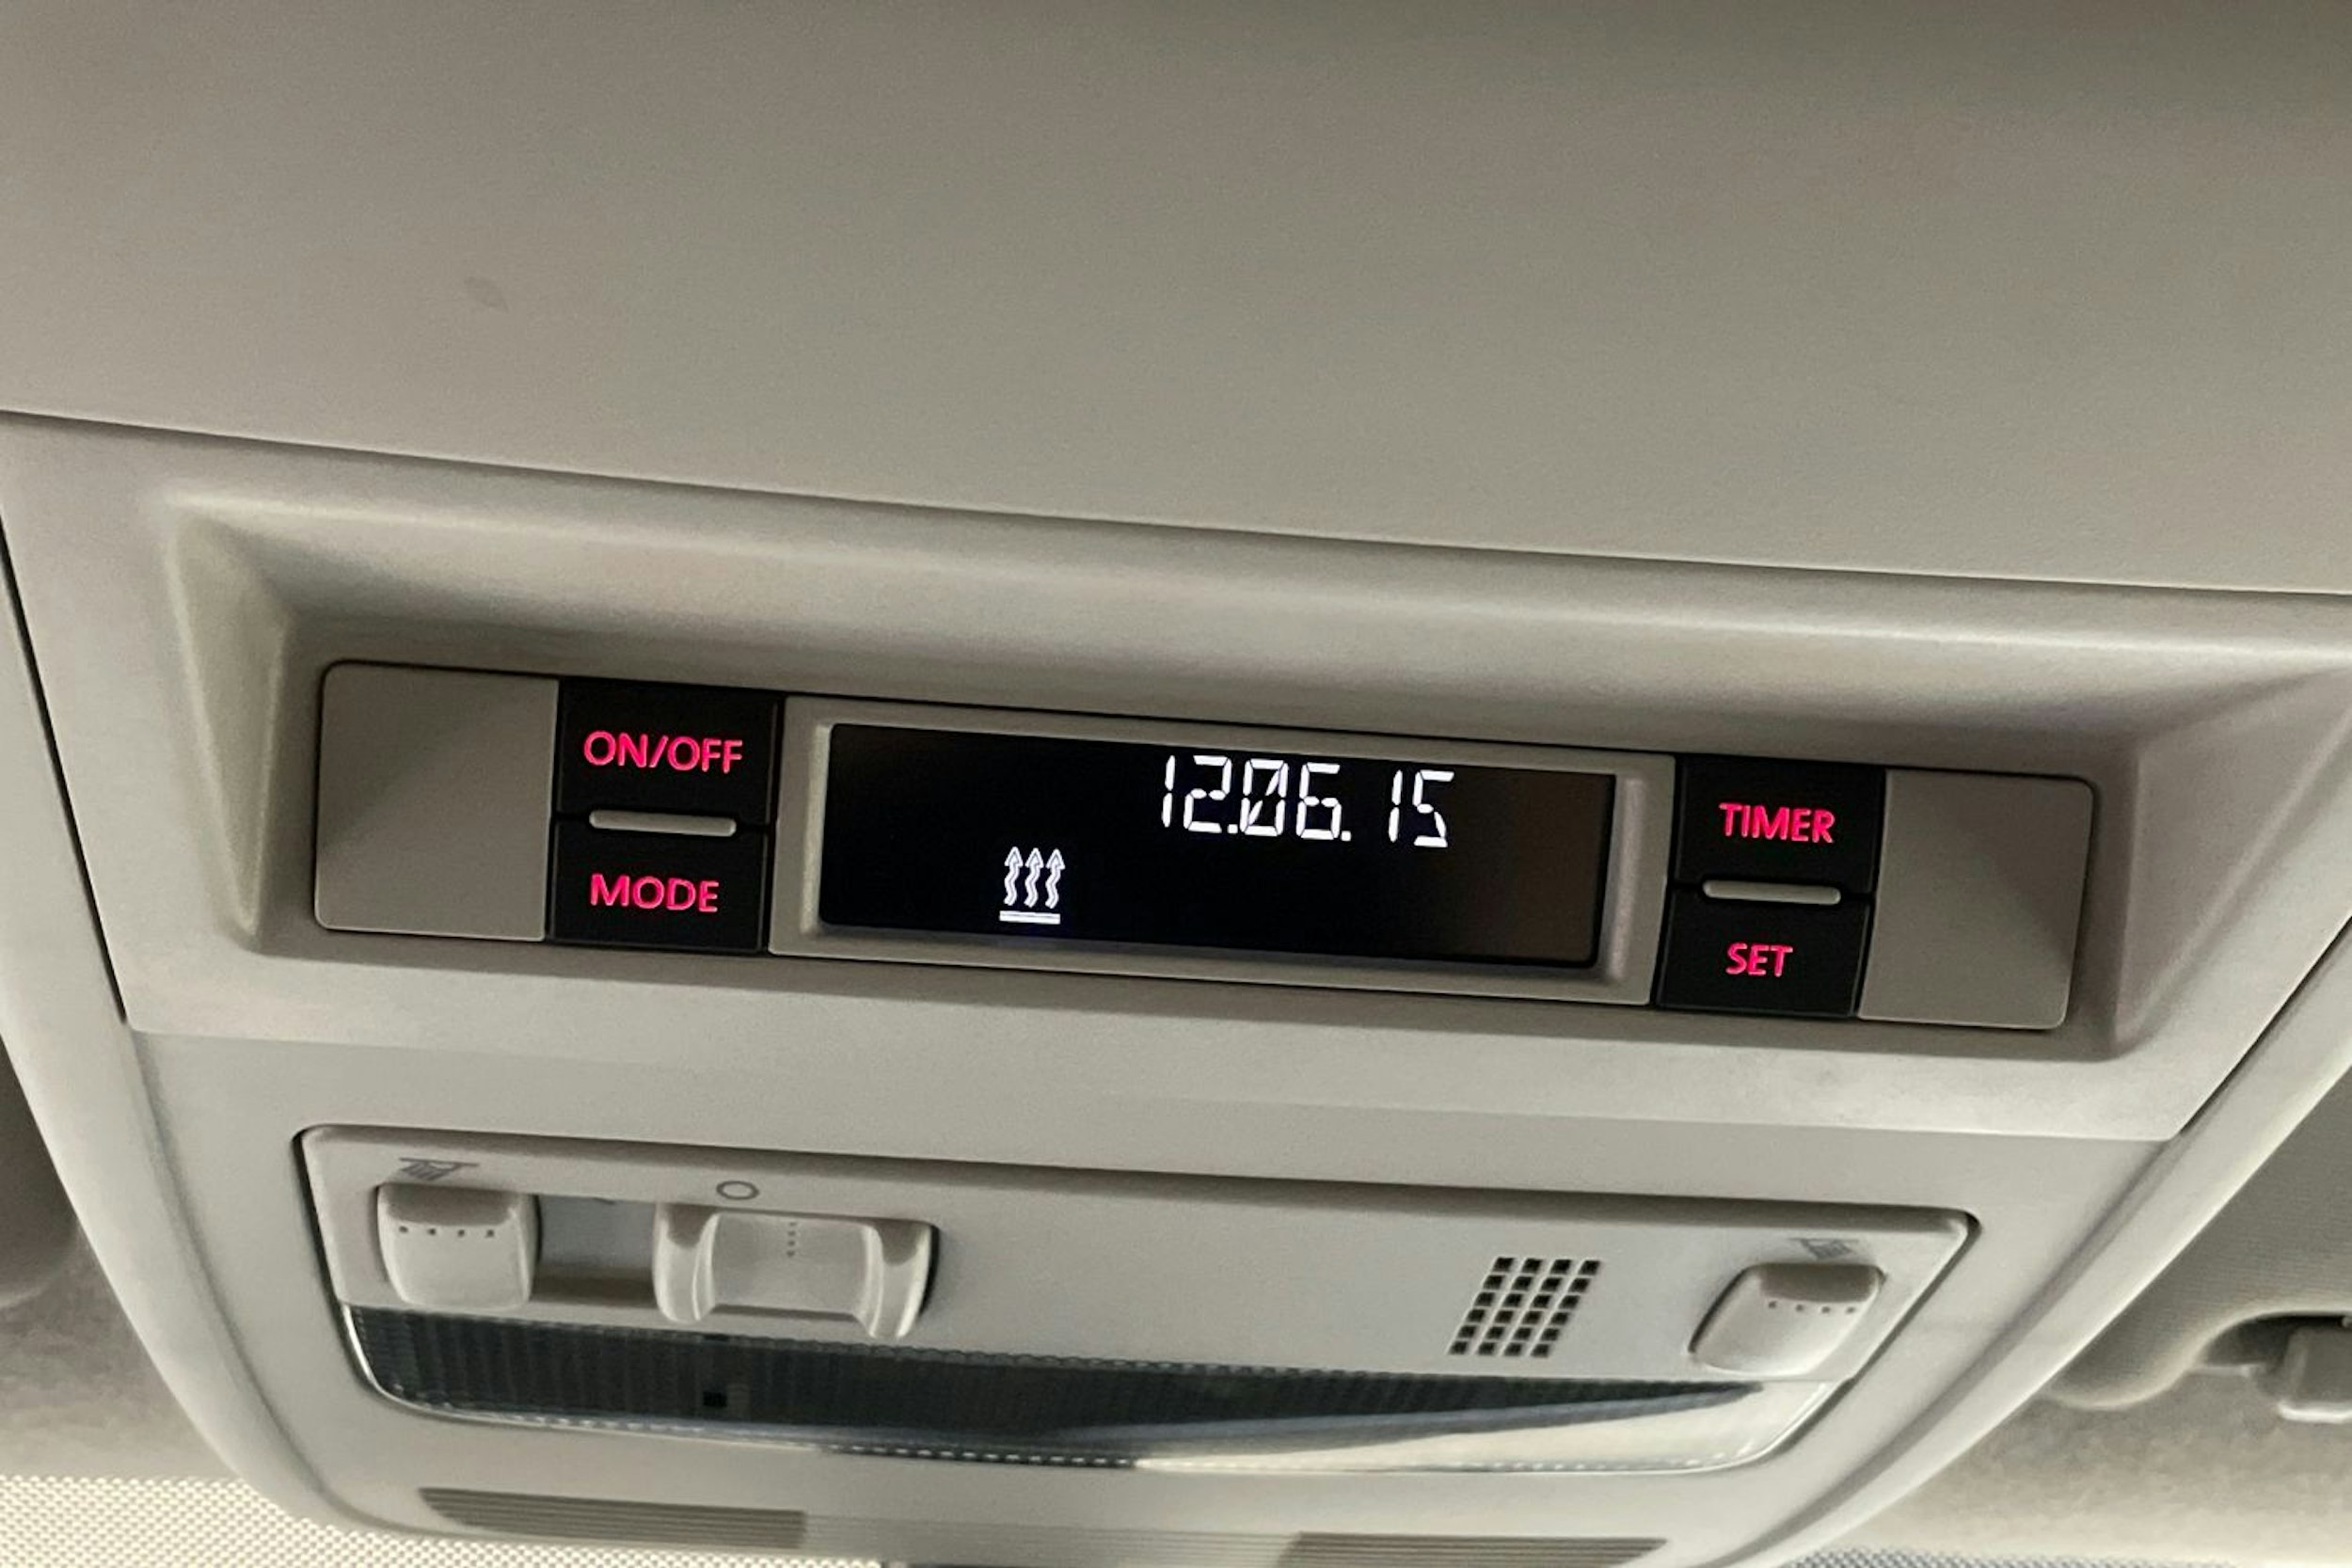 ON/OFF
MODE
12.06.15
TIMER
SET